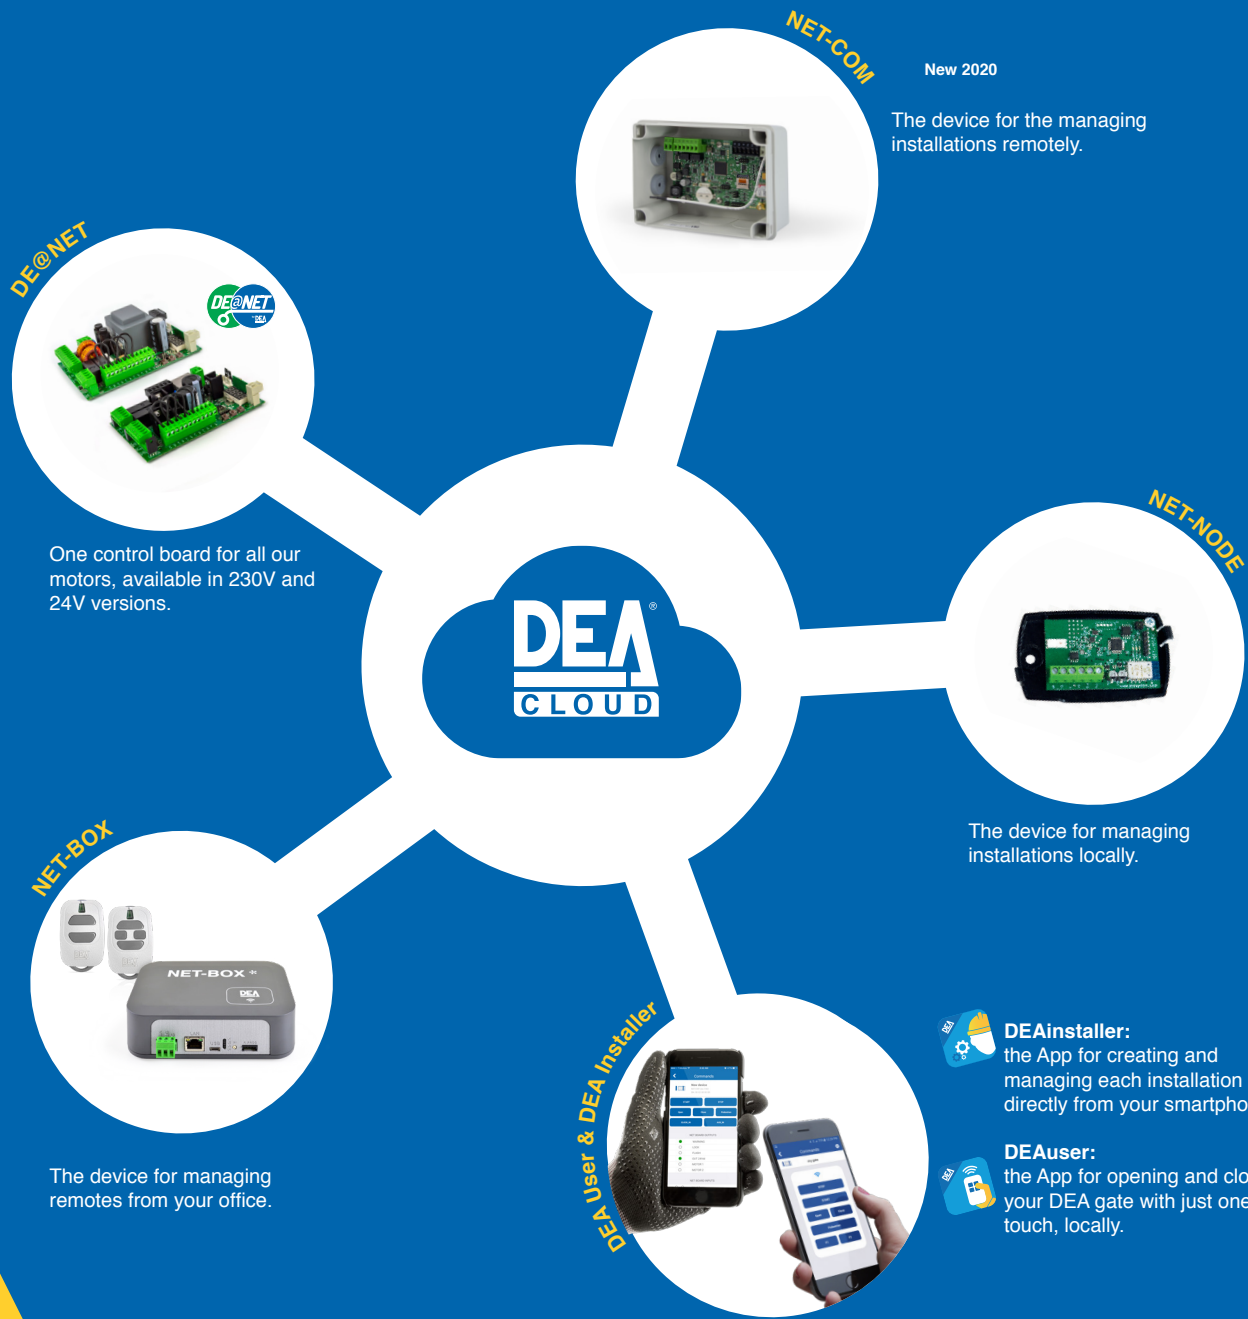 NET-COM
New 2020
The device for the managing
installations remotely.
DE@NET
DE@NET
DEA
One control board for all our
motors, available in 230V and
24V versions.
NET-NODE
The device for managing
installations locally.
DEA®
CLOUD
NET-BOX
NET-BOX
DEA
LAN
The device for managing
remotes from your office.
DEA User & DEA Installer
Commands
Commands
DEAinstaller:
the App for creating and
managing each installation
directly from your smartpho
DEAuser:
the App for opening and clo
your DEA gate with just one
touch, locally.